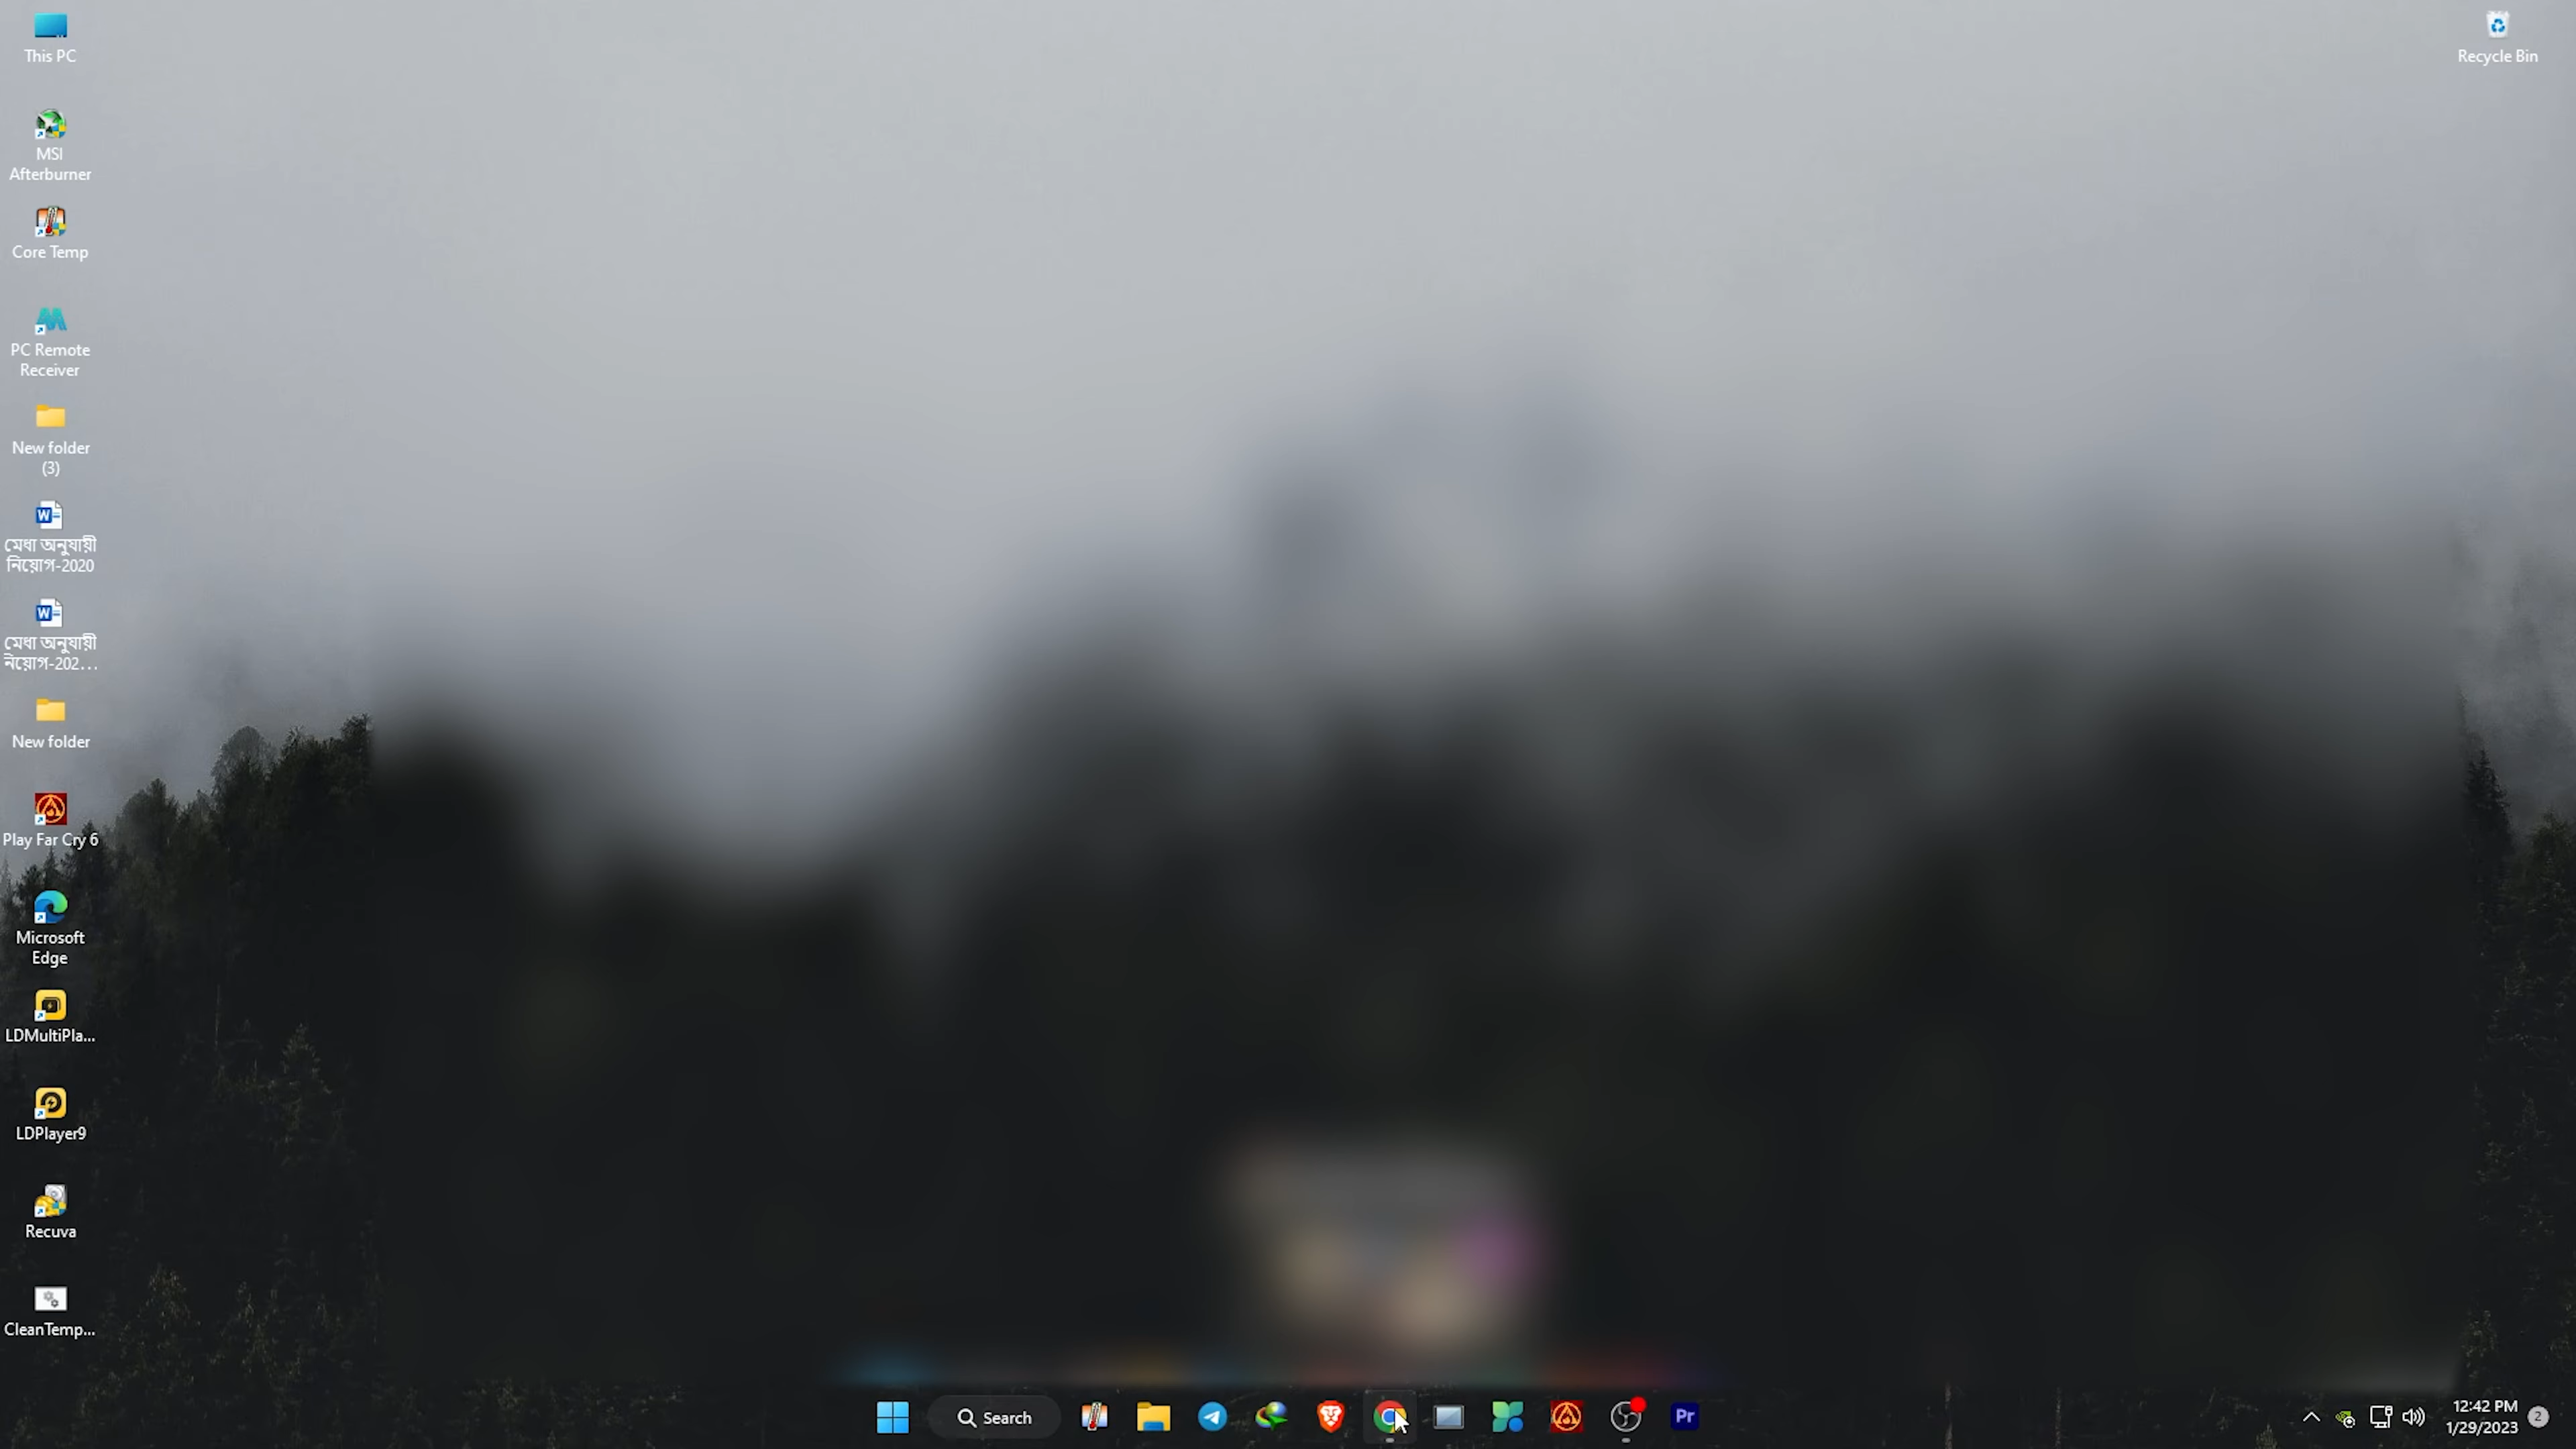 This PC
Recycle Bin
MSI
Afterburner
Core Temp
PC Remote
Receiver
New folder
(3)
মেধা অনুযায়ী
নিয়োগ-2020
মেধা অনুযায়ী
নিয়োগ-202...
New folder
Play Far Cry 6
Microsoft
Edge
LDMultiPla...
LDPlayer9
Recuva
CleanTemp...
Search
Pr
12:42 PM
1/29/2023
2